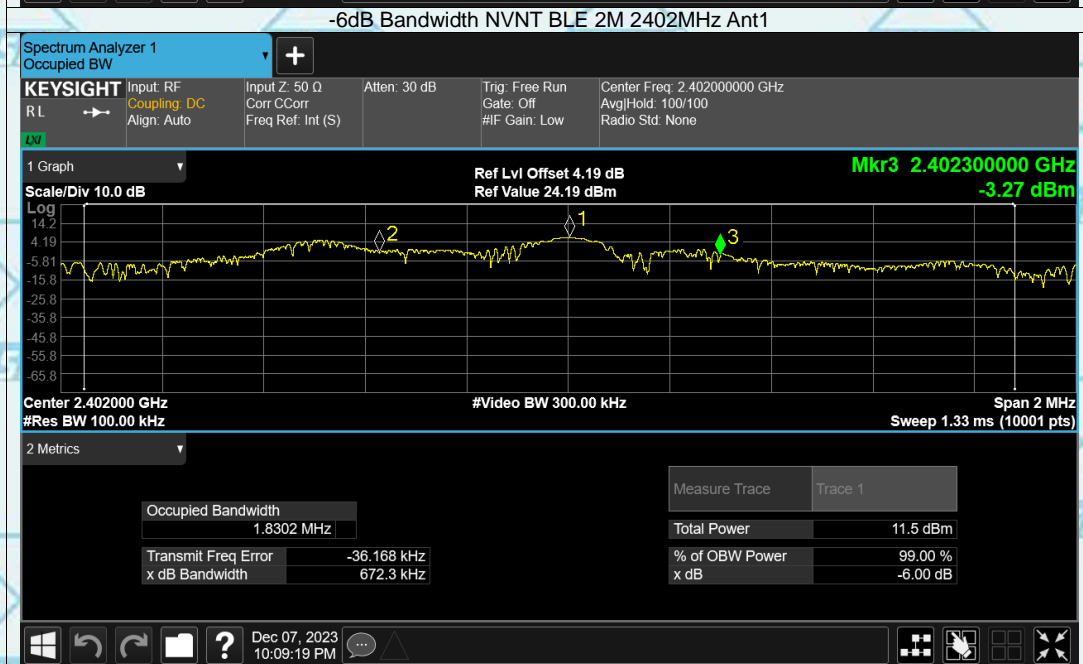 -6dB Bandwidth NVNT BLE 2M 2402MHz Ant1
Spectrum Analyzer 1
Occupied BW
+
KEYSIGHT
RL
LXI
Input: RF
Coupling: DC
Align: Auto
Input Z: 50 Ω
Corr CCorr
Freq Ref: Int (S)
Atten: 30 dB
Trig: Free Run
Gate: Off
#IF Gain: Low
Center Freq: 2.402000000 GHz
Avg|Hold: 100/100
Radio Std: None
1 Graph
Scale/Div 10.0 dB
Ref Lvl Offset 4.19 dB
Ref Value 24.19 dBm
Mkr3 2.402300000 GHz
-3.27 dBm
Log
14.2
4.19
-5.81
-15.8
-25.8
-35.8
-45.8
-55.8
-65.8
2
1
3
Center 2.402000 GHz
#Res BW 100.00 kHz
#Video BW 300.00 kHz
Span 2 MHz
Sweep 1.33 ms (10001 pts)
2 Metrics
Occupied Bandwidth
1.8302 MHz
Transmit Freq Error -36.168 kHz
x dB Bandwidth 672.3 kHz
Measure Trace Trace 1
Total Power 11.5 dBm
% of OBW Power 99.00 %
x dB -6.00 dB
?
Dec 07, 2023
10:09:19 PM